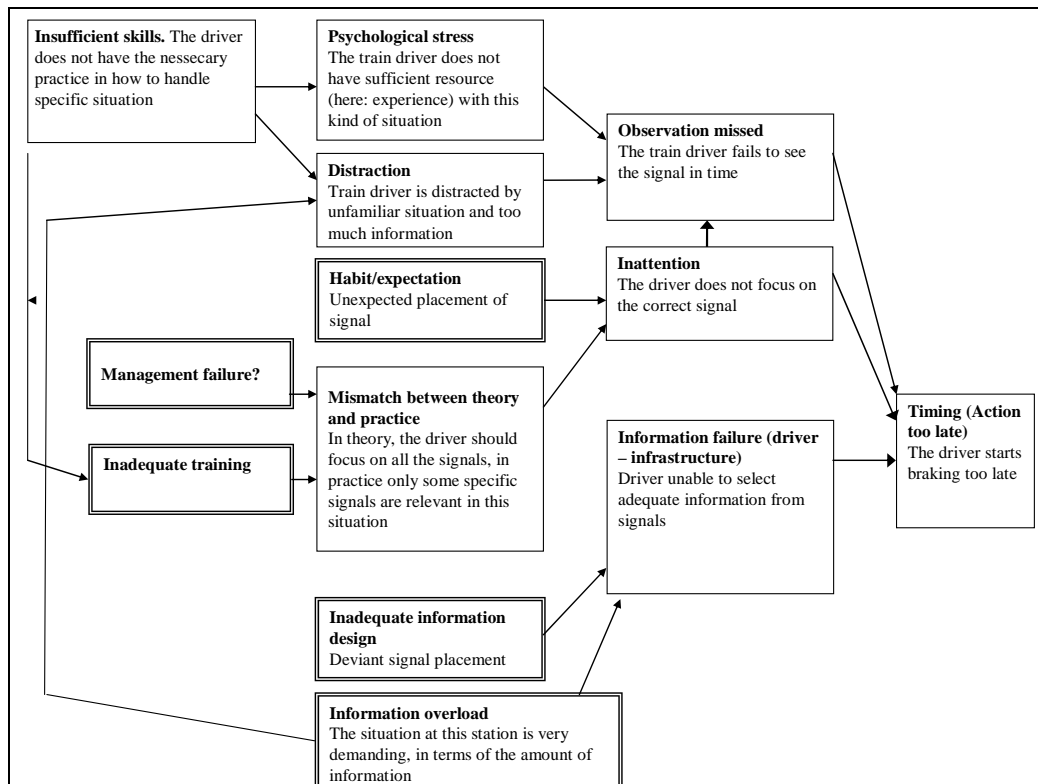 Insufficient skills. The driver
does not have the nessecary
practice in how to handle
specific situation
Psychological stress
The train driver does not
have sufficient resource
(here: experience) with this
kind of situation
Observation missed
The train driver fails to see
the signal in time
Distraction
Train driver is distracted by
unfamiliar situation and too
much information
Inattention
The driver does not focus on
the correct signal
Habit/expectation
Unexpected placement of
signal
Management failure?
Mismatch between theory
and practice
In theory, the driver should
focus on all the signals, in
practice only some specific
signals are relevant in this
situation
Inadequate training
Information failure (driver
– infrastructure)
Driver unable to select
adequate information from
signals
Timing (Action
too late)
The driver starts
braking too late
Inadequate information
design
Deviant signal placement
Information overload
The situation at this station is very
demanding, in terms of the amount of
information